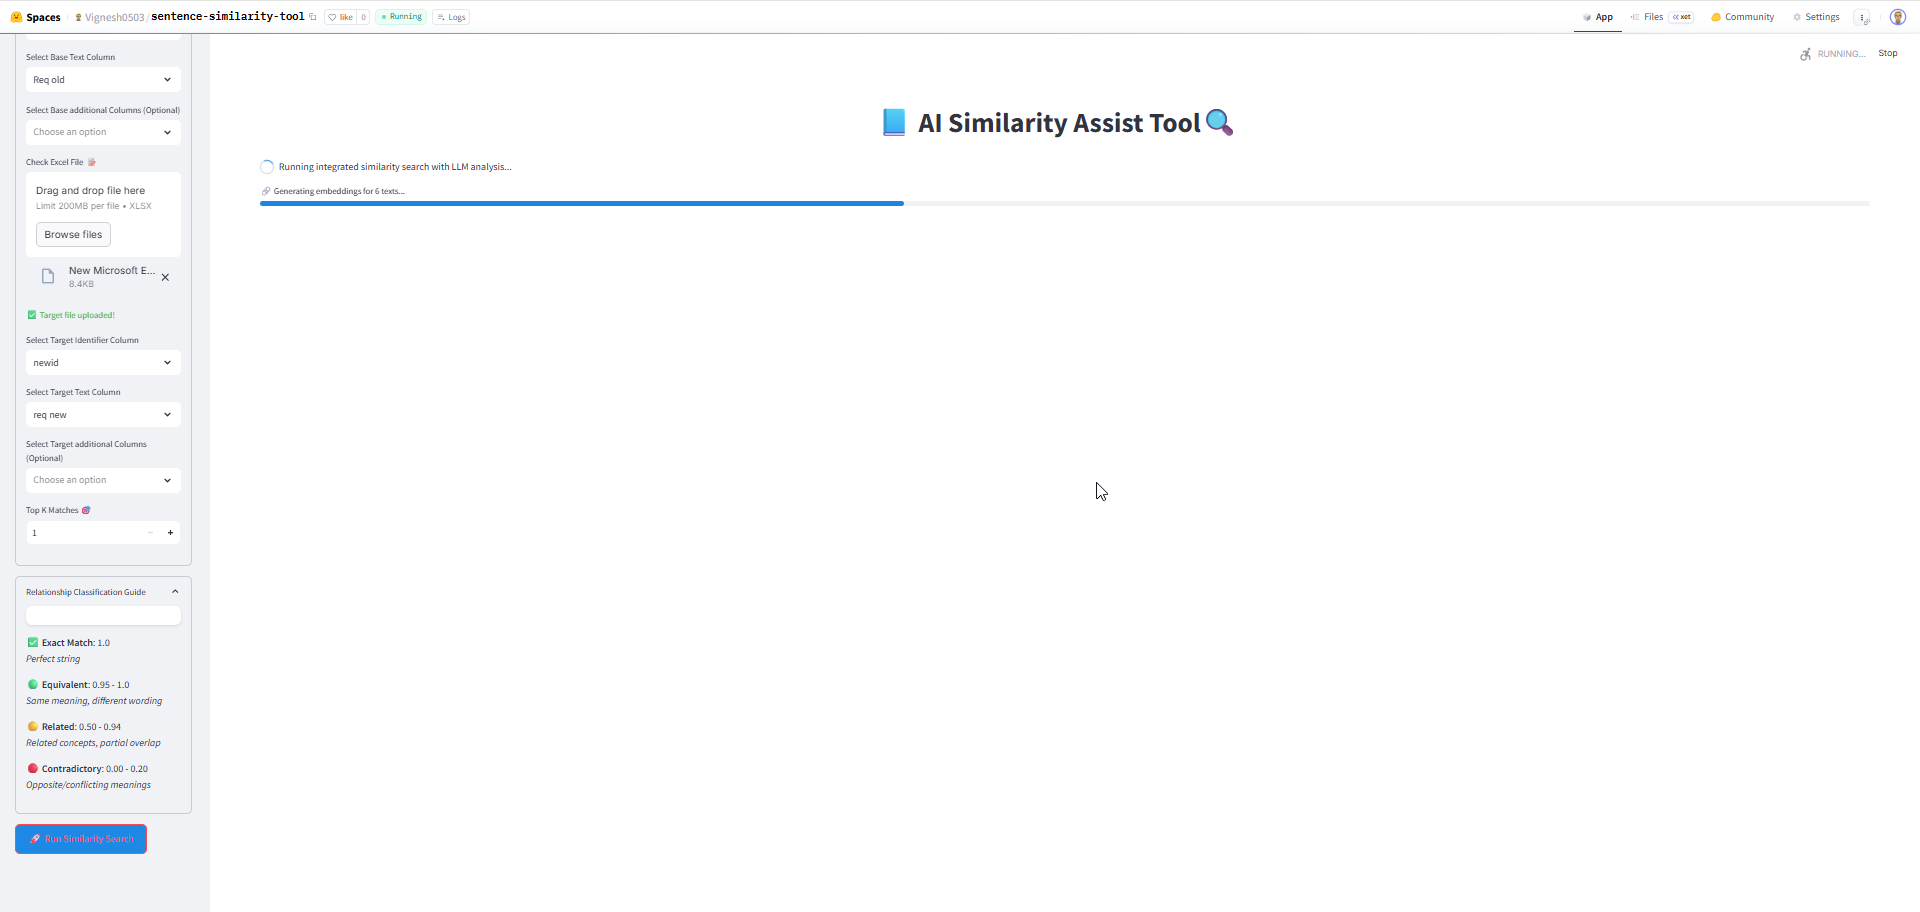 Spaces
Vignesh0503 / sentence-similarity-tool
like 0
Running
Logs
App
Files
xet
Community
Settings
RUNNING...
Stop
Select Base Text Column
Req old
Select Base additional Columns (Optional)
Choose an option
Check Excel File
Drag and drop file here
Limit 200MB per file • XLSX
Browse files
New Microsoft E...
8.4KB
Target file uploaded!
Select Target Identifier Column
newid
Select Target Text Column
req new
Select Target additional Columns
(Optional)
Choose an option
Top K Matches
1
Relationship Classification Guide
Exact Match: 1.0
Perfect string
Equivalent: 0.95 - 1.0
Same meaning, different wording
Related: 0.50 - 0.94
Related concepts, partial overlap
Contradictory: 0.00 - 0.20
Opposite/conflicting meanings
Run Similarity Search
AI Similarity Assist Tool
Running integrated similarity search with LLM analysis...
Generating embeddings for 6 texts...